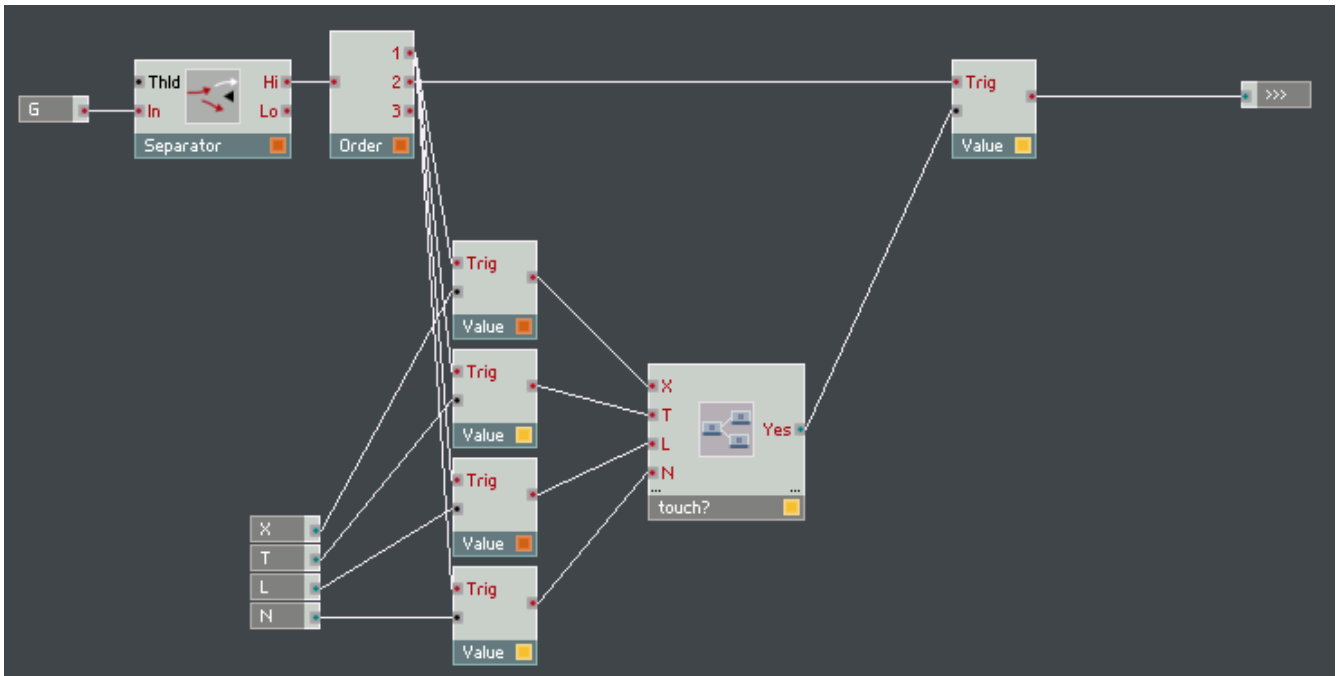 G
Thld
In
Hi
Lo
Separator
1
2
3
Order
Trig
Value
>>>
Trig
Value
Trig
Value
Trig
Value
Trig
Value
X
T
L
N
X
T
L
N
...
Yes
...
touch?